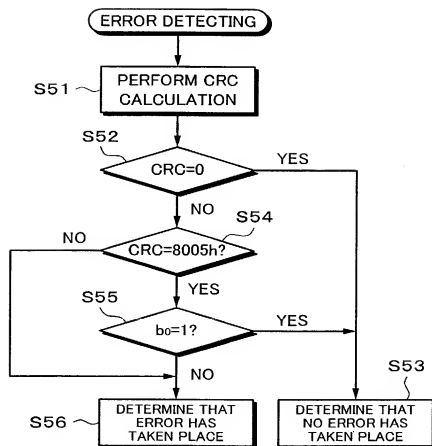 ERROR DETECTING
S51
PERFORM CRC
CALCULATION
S52
CRC=0
YES
NO
S54
NO
CRC=8005h?
YES
S55
b0=1?
YES
NO
S53
S56
DETERMINE THAT
ERROR HAS
TAKEN PLACE
DETERMINE THAT
NO ERROR HAS
TAKEN PLACE